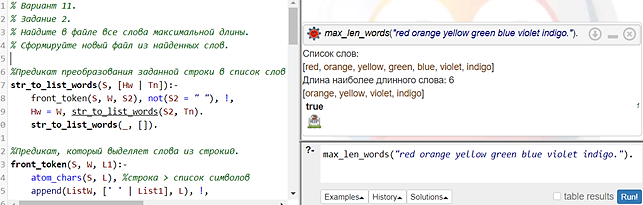 % Вариант 11.
% Задание 2.
% Найдите в файле все слова максимальной длины.
% Сформируйте новый файл из найденных слов.
%Предикат преобразования заданной строки в список слов
str_to_list_words(S, [Hw | Tn]):-
front_token(S, W, S2), not(S2 = " "), !,
Hw = W, str_to_list_words(S2, Tn).
str_to_list_words(_, []).
%Предикат, который выделяет слова из строки.
front_token(S, W, L1):-
atom_chars(S, L), %строка > список символов
append(ListW, [' ' | List1], L), !,
max_len_words("red orange yellow green blue violet indigo.").
Список слов:
[red, orange, yellow, green, blue, violet, indigo]
Длина наиболее длинного слова: 6
[orange, yellow, violet, indigo]
true
1
?- max_len_words("red orange yellow green blue violet indigo.").
Examples History Solutions table results Run!